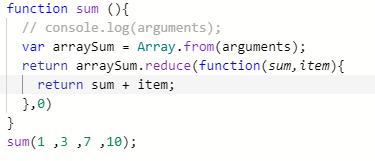 function sum (){
  // console.log(arguments);
  var arraySum = Array.from(arguments);
  return arraySum.reduce(function(sum,item){
    return sum + item;
  },0)
}
sum(1 ,3 ,7 ,10);